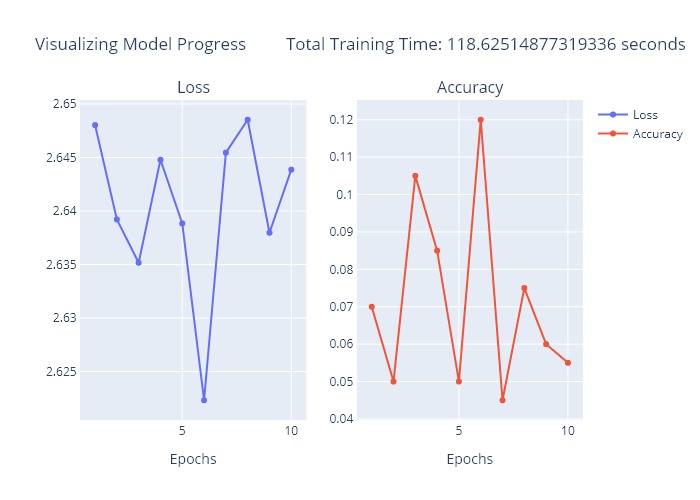 Visualizing Model Progress Total Training Time: 118.62514877319336 seconds
Loss
Accuracy
2.65
2.645
2.64
2.635
2.63
2.625
5
10
Epochs
0.12
0.11
0.1
0.09
0.08
0.07
0.06
0.05
0.04
5
10
Epochs
Loss
Accuracy